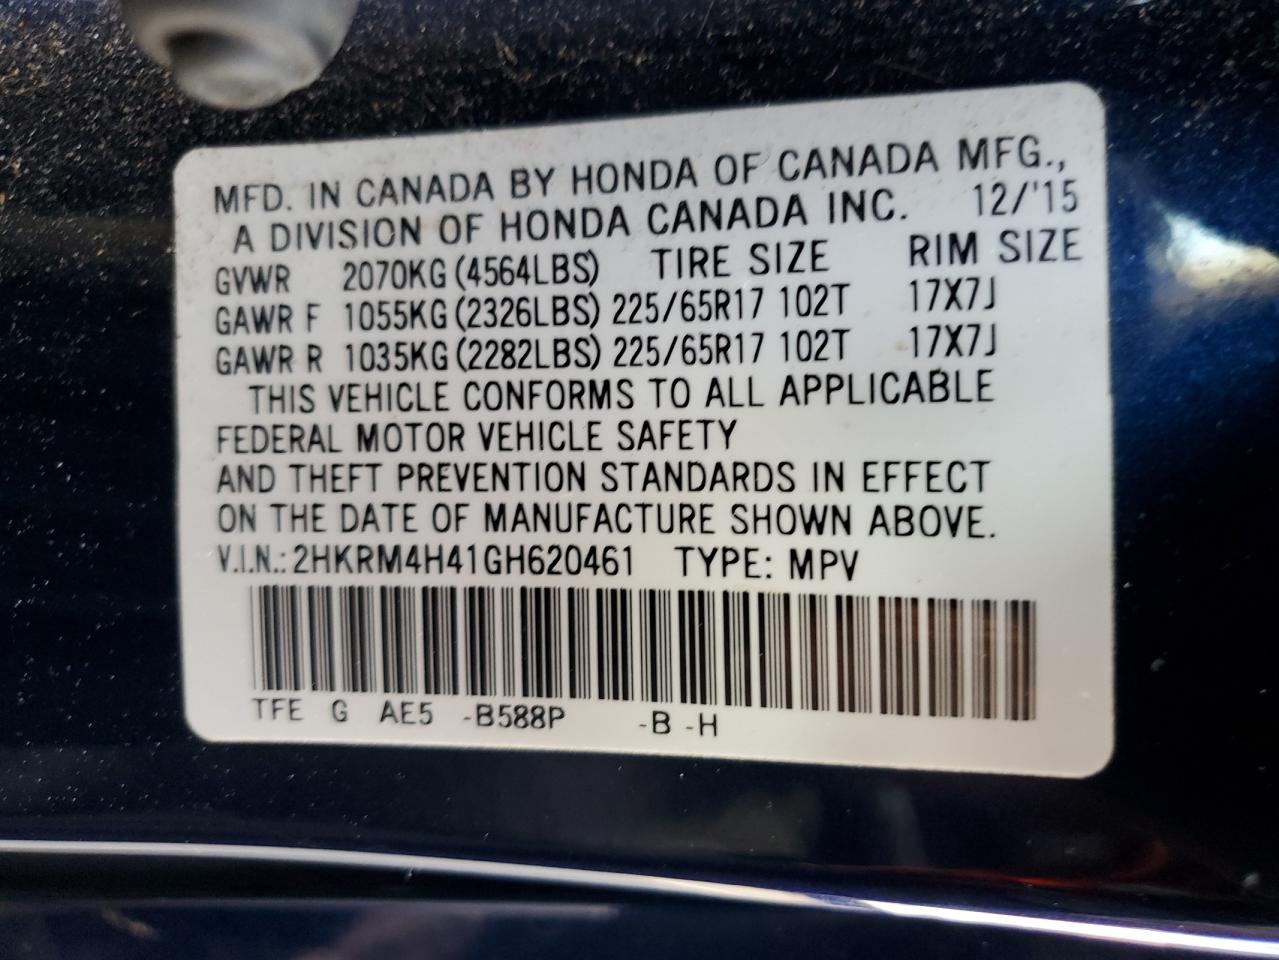 MFD. IN CANADA BY HONDA OF CANADA MFG.,
A DIVISION OF HONDA CANADA INC. 12/'15
GVWR 2070KG (4564LBS) TIRE SIZE RIM SIZE
GAWR F 1055KG (2326LBS) 225/65R17 102T 17X7J
GAWR R 1035KG (2282LBS) 225/65R17 102T 17X7J
THIS VEHICLE CONFORMS TO ALL APPLICABLE
FEDERAL MOTOR VEHICLE SAFETY
AND THEFT PREVENTION STANDARDS IN EFFECT
ON THE DATE OF MANUFACTURE SHOWN ABOVE.
V.I.N.: 2HKRM4H41GH620461 TYPE: MPV
TFE G AE5 -B588P -B -H